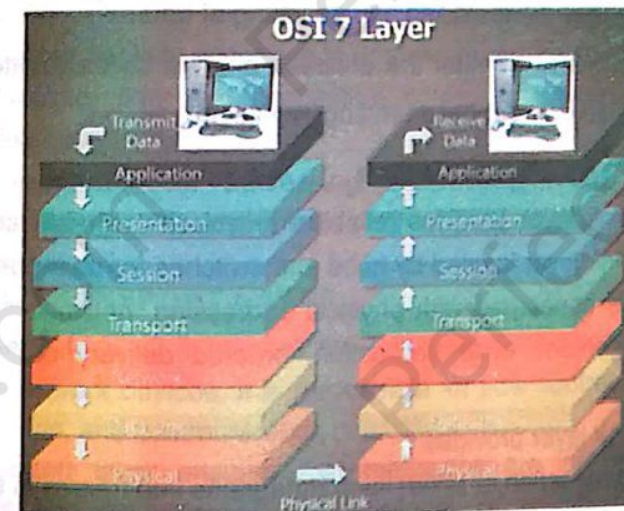 OSI 7 Layer
Transmit
Data
Application
Presentation
Session
Transport
Physical
Receive
Data
Application
Presentation
Session
Transport
Physical
Physical Link